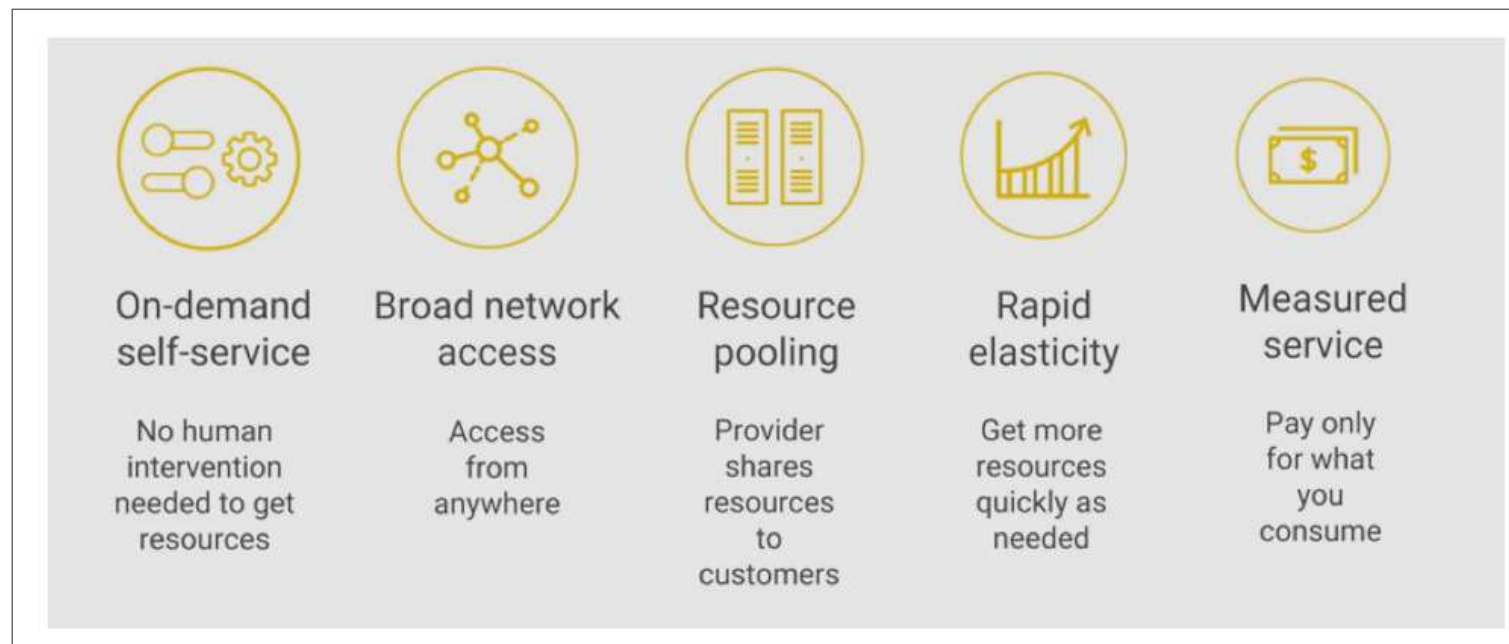 On-demand
self-service
No human
intervention
needed to get
resources
Broad network
access
Access
from
anywhere
Resource
pooling
Provider
shares
resources
to
customers
Rapid
elasticity
Get more
resources
quickly as
needed
$
Measured
service
Pay only
for what
you
consume